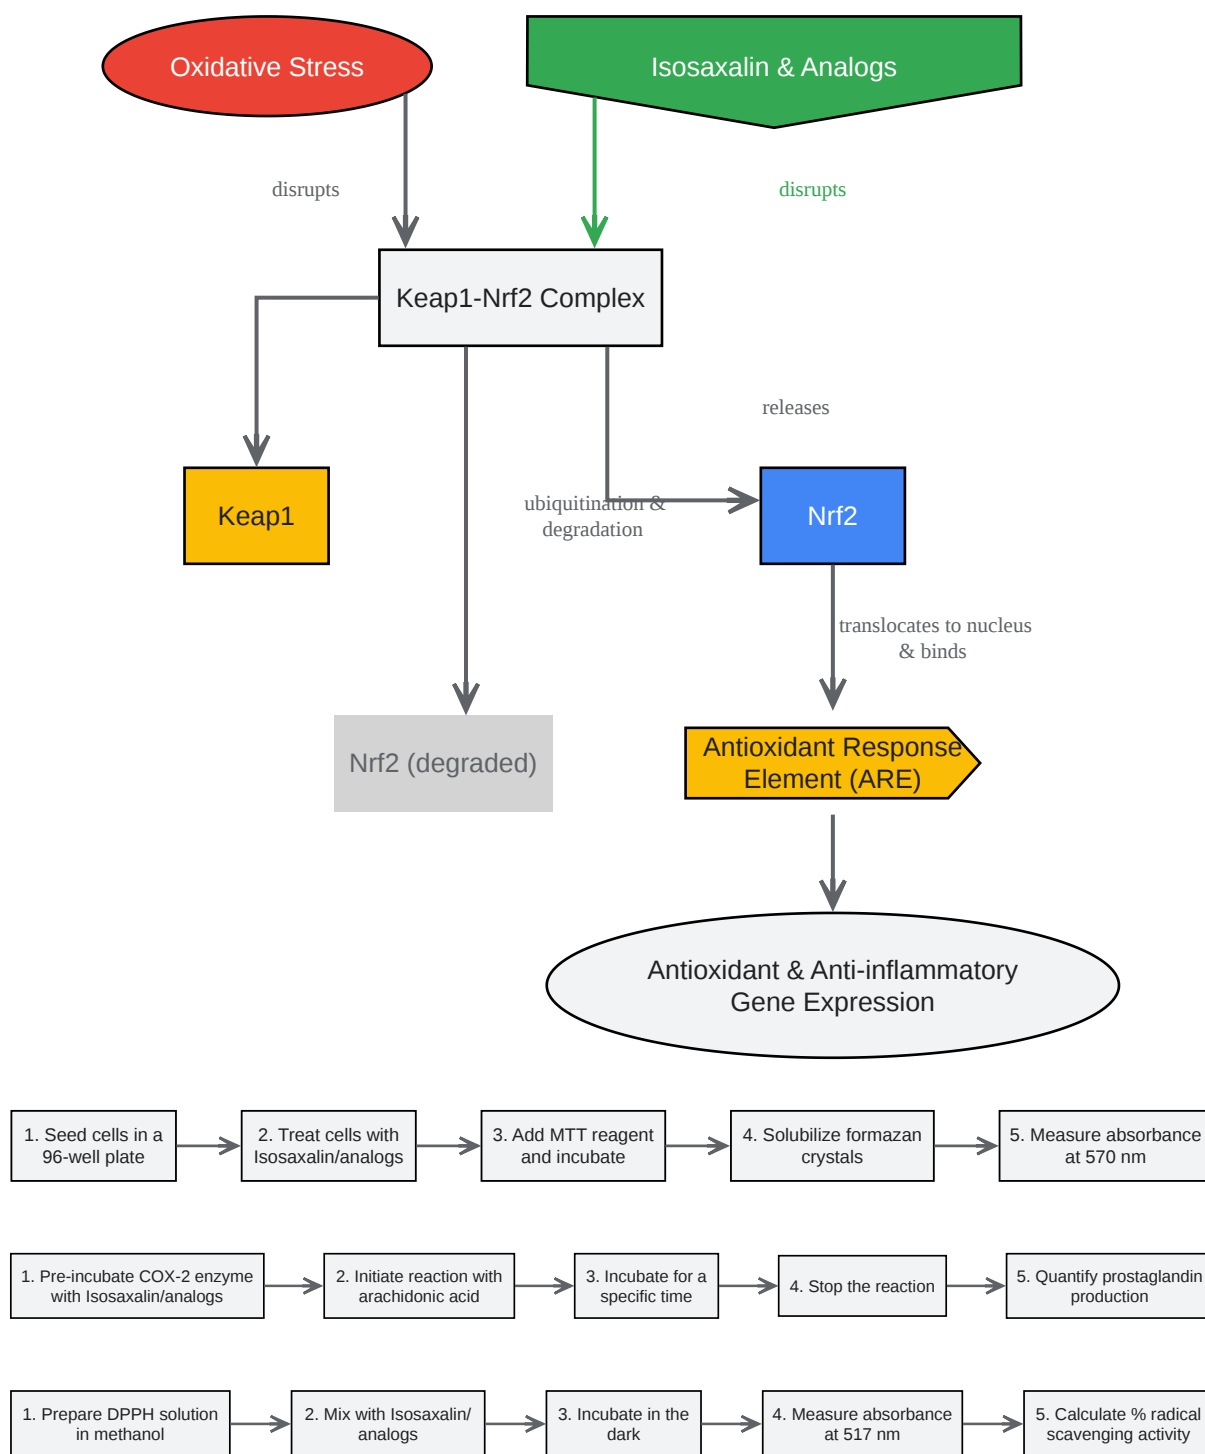 Oxidative Stress
Isosaxalin & Analogs
disrupts
disrupts
Keap1-Nrf2 Complex
releases
Keap1
ubiquitination &
degradation
Nrf2
translocates to nucleus
& binds
Nrf2 (degraded)
Antioxidant Response
Element (ARE)
Antioxidant & Anti-inflammatory
Gene Expression
1. Seed cells in a
96-well plate
2. Treat cells with
Isosaxalin/analogs
3. Add MTT reagent
and incubate
4. Solubilize formazan
crystals
5. Measure absorbance
at 570 nm
1. Pre-incubate COX-2 enzyme
with Isosaxalin/analogs
2. Initiate reaction with
arachidonic acid
3. Incubate for a
specific time
4. Stop the reaction
5. Quantify prostaglandin
production
1. Prepare DPPH solution
in methanol
2. Mix with Isosaxalin/
analogs
3. Incubate in the
dark
4. Measure absorbance
at 517 nm
5. Calculate % radical
scavenging activity